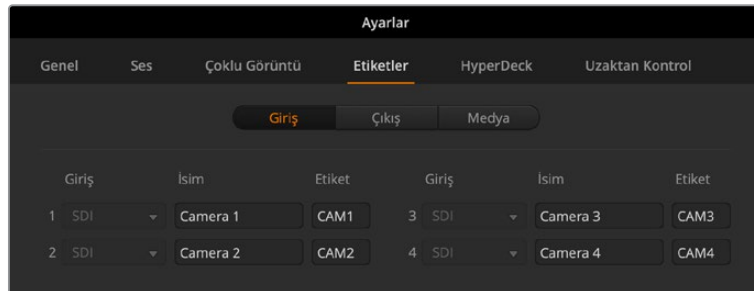 Ayarlar
Genel Ses Çoklu Görüntü Etiketler HyperDeck Uzaktan Kontrol
Giriş Çıkış Medya
Giriş İsim Etiket Giriş İsim Etiket
1 SDI Camera 1 CAM1 3 SDI Camera 3 CAM3
2 SDI Camera 2 CAM2 4 SDI Camera 4 CAM4